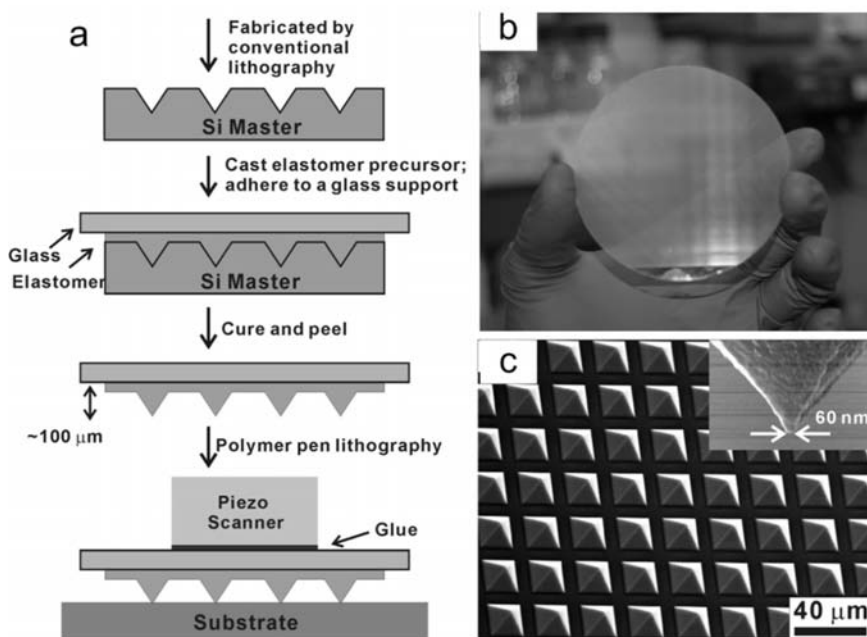 a
Fabricated by
conventional
lithography
Si Master
Cast elastomer precursor;
adhere to a glass support
Glass
Elastomer
Si Master
Cure and peel
~100 μm
Polymer pen lithography
Piezo
Scanner
Glue
Substrate
b
c
60 nm
40 μm